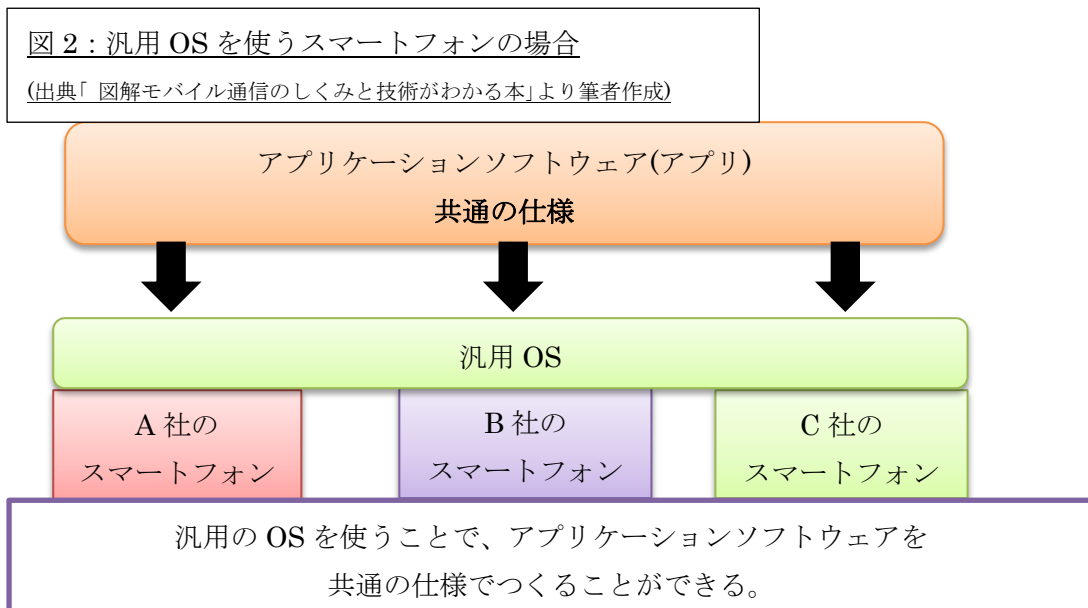 図 2：汎用 OS を使うスマートフォンの場合
(出典「 図解モバイル通信のしくみと技術がわかる本」より筆者作成)
アプリケーションソフトウェア(アプリ)
共通の仕様
汎用 OS
A 社の
スマートフォン
B 社の
スマートフォン
C 社の
スマートフォン
汎用の OS を使うことで、アプリケーションソフトウェアを
共通の仕様でつくることができる。